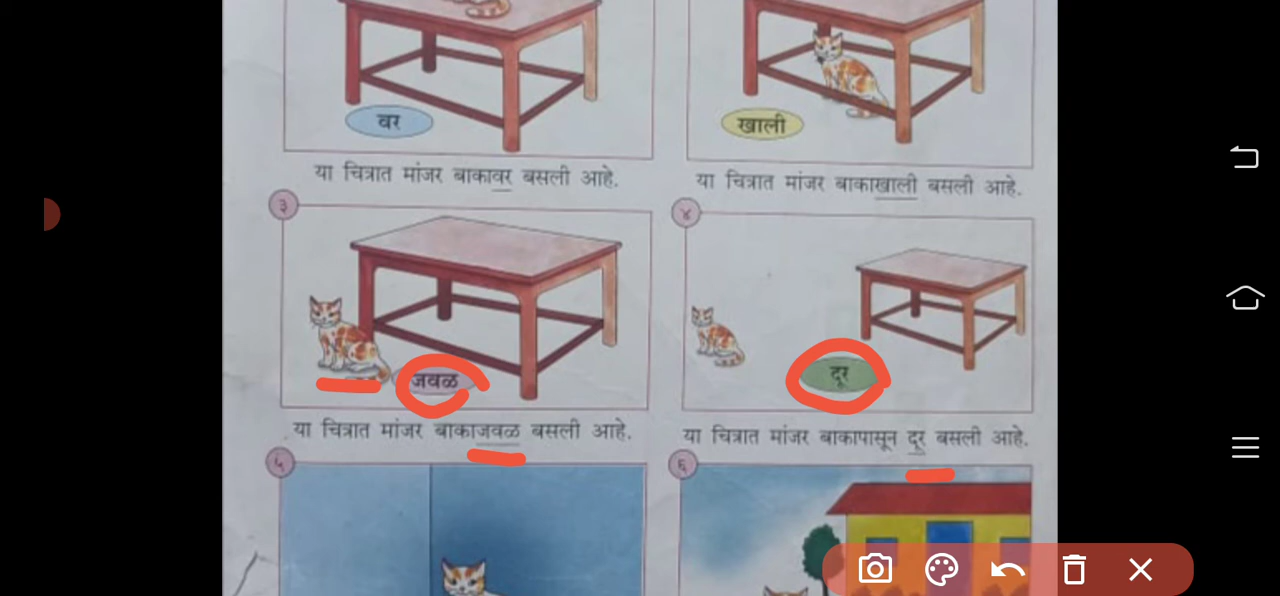 वर
खाली
या चित्रात मांजर बाकावर बसली आहे.
या चित्रात मांजर बाकाखाली बसली आहे.
३
४
जवळ
दूर
या चित्रात मांजर बाकाजवळ बसली आहे.
या चित्रात मांजर बाकापासून दूर बसली आहे.
५
६